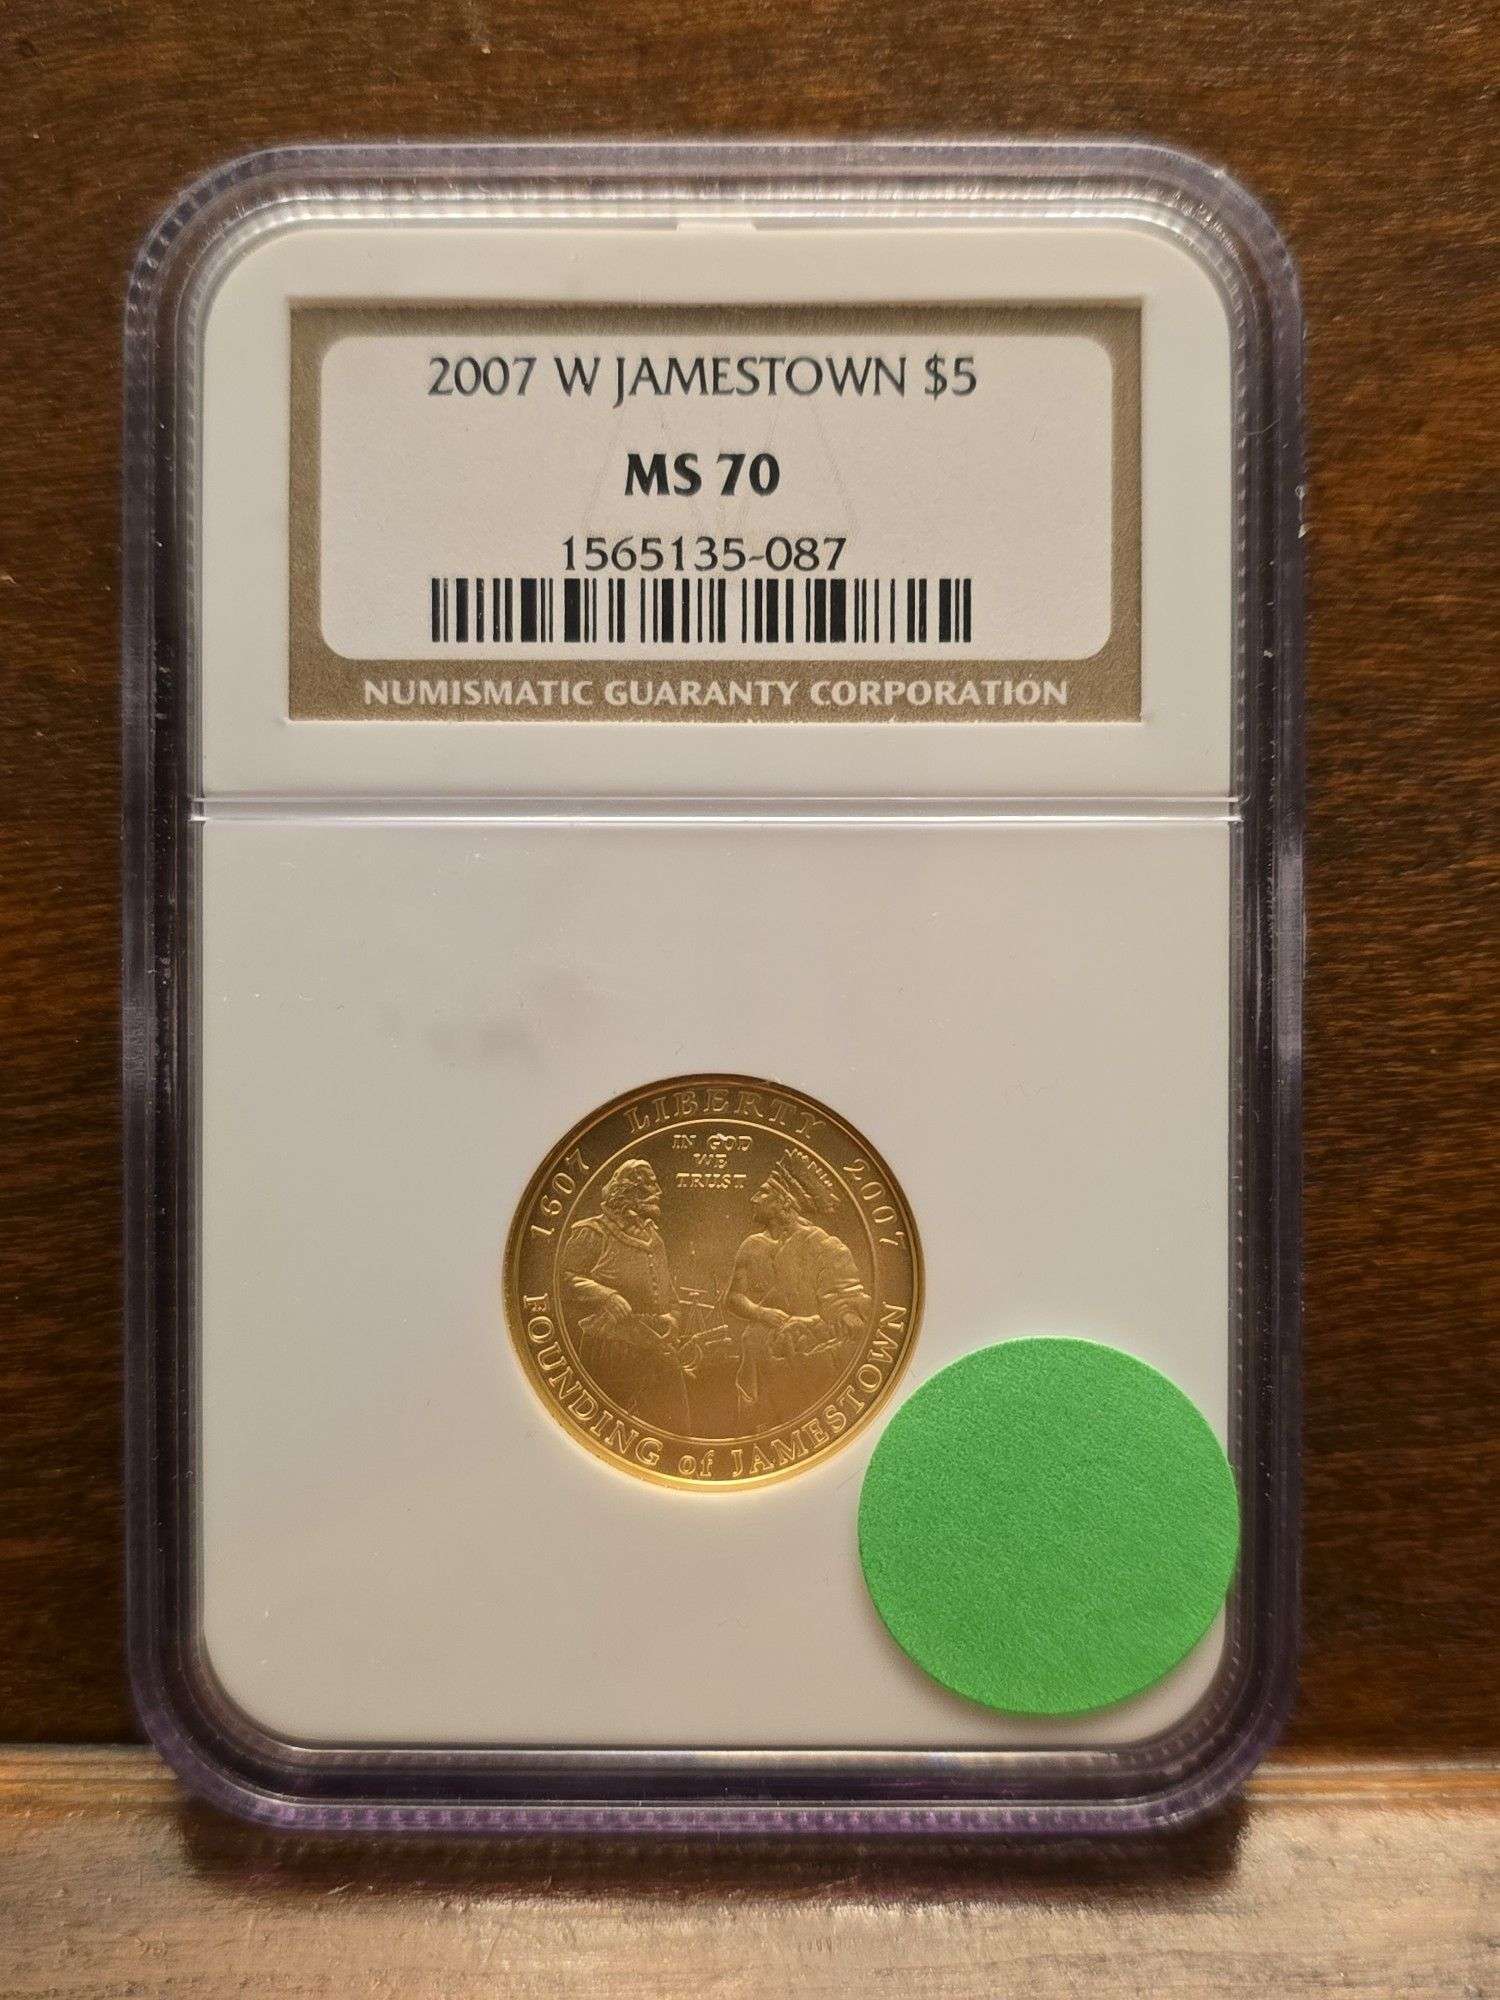 2007 W JAMESTOWN $5
MS 70
1565135-087
NUMISMATIC GUARANTY CORPORATION
LIBERTY
IN GOD
WE
TRUST
1607
2007
FOUNDING of JAMESTOWN